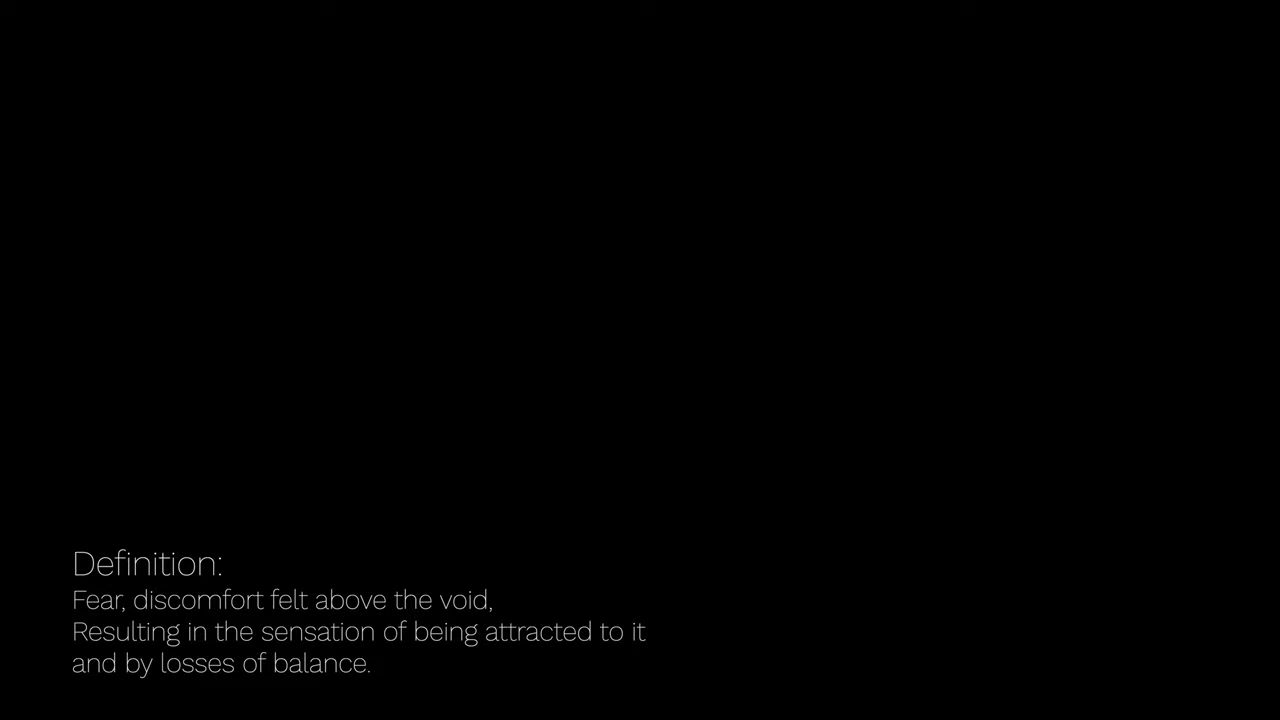 Definition:
Fear, discomfort felt above the void,
Resulting in the sensation of being attracted to it
and by losses of balance.